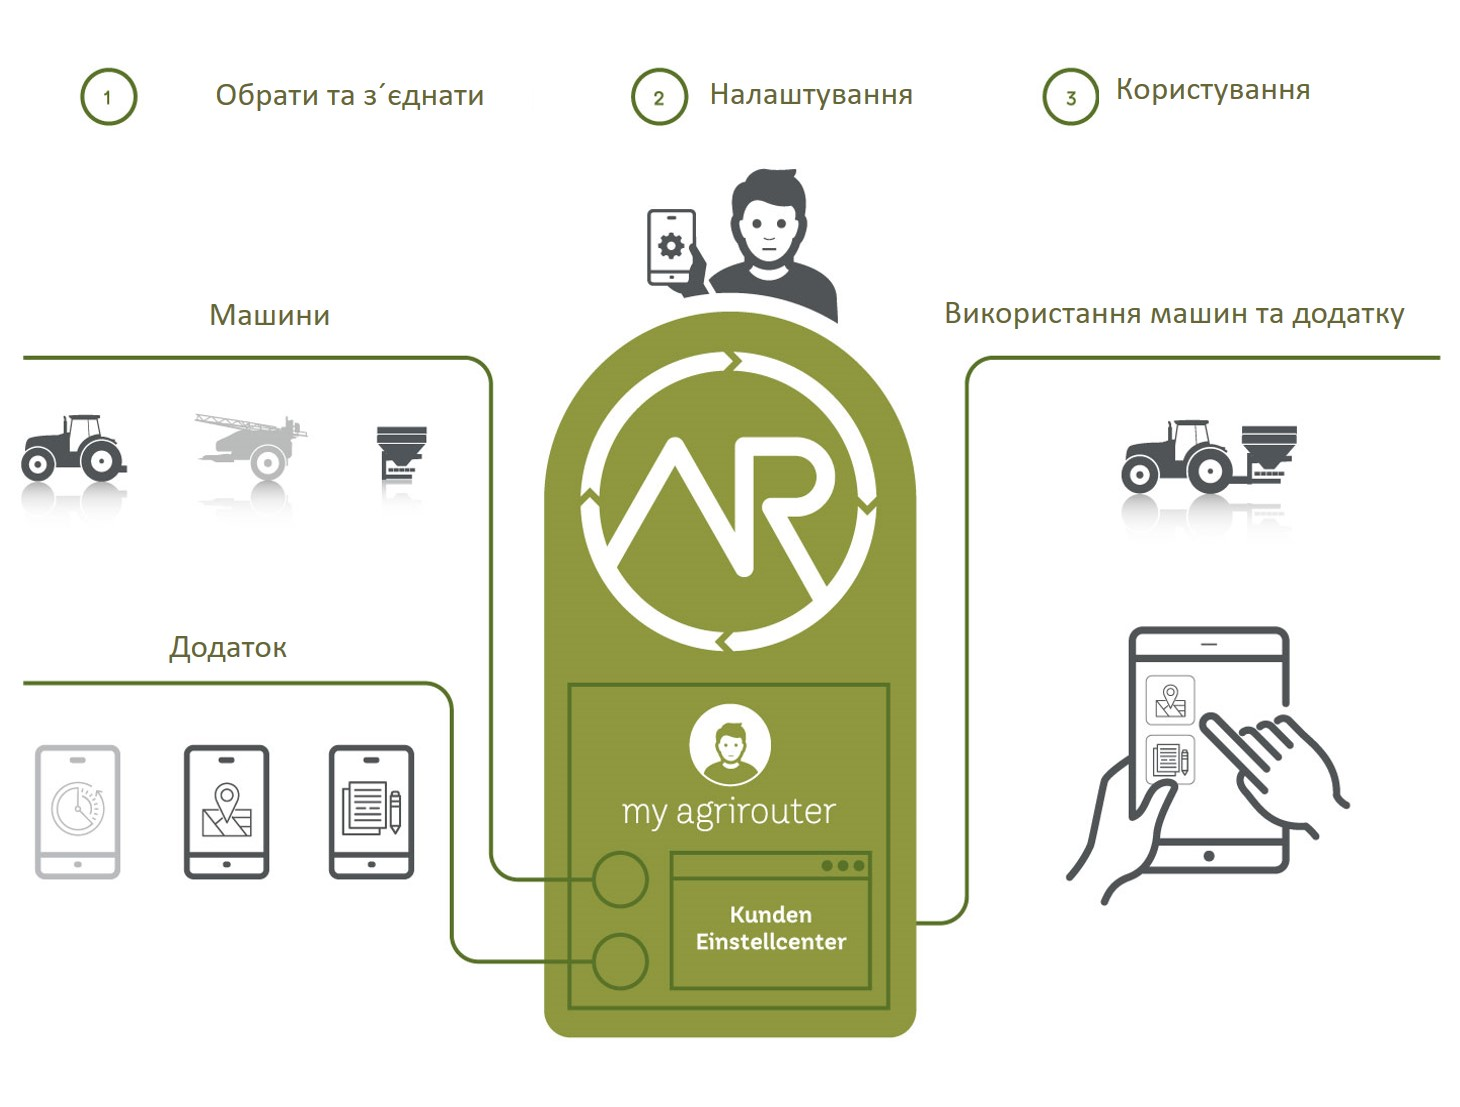 1 Обрати та з´єднати
2 Налаштування
3 Користування
Машини
Використання машин та додатку
AR
Додаток
my agrirouter
Kunden
Einstellcenter